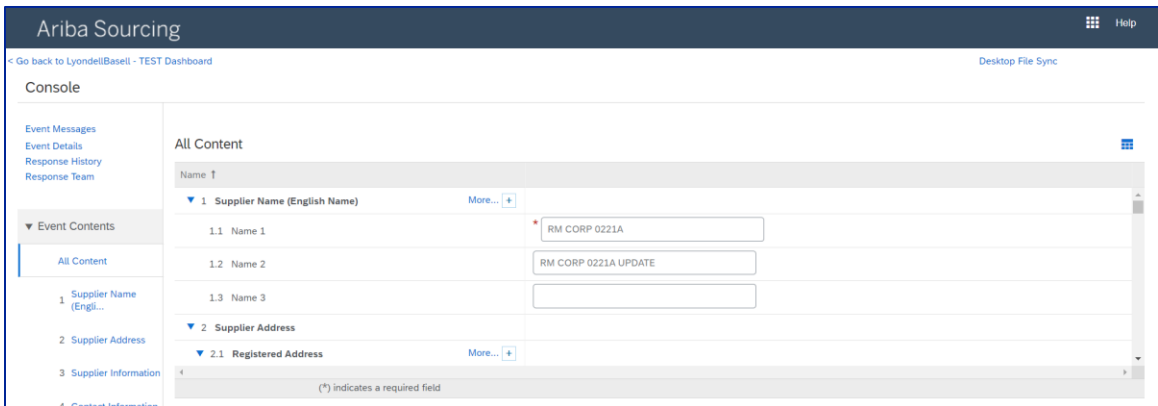 Ariba Sourcing
Help
< Go back to LyondellBasell - TEST Dashboard
Desktop File Sync
Console
Event Messages
Event Details
Response History
Response Team
▼ Event Contents
All Content
1 Supplier Name (Engli...
2 Supplier Address
3 Supplier Information
4 Contact Information
All Content
Name ↑
▼ 1 Supplier Name (English Name) More... +
1.1 Name 1 * RM CORP 0221A
1.2 Name 2 RM CORP 0221A UPDATE
1.3 Name 3
▼ 2 Supplier Address
▼ 2.1 Registered Address More... +
(*) indicates a required field